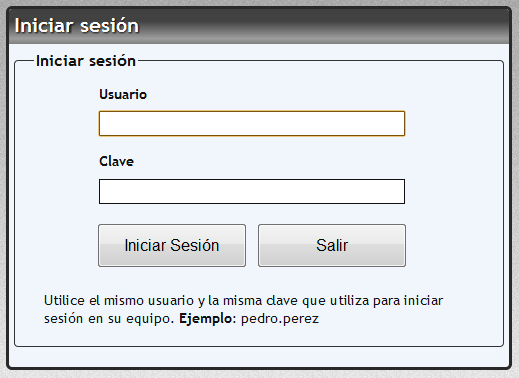 Iniciar sesión
Iniciar sesión
Usuario
Clave
Iniciar Sesión
Salir
Utilice el mismo usuario y la misma clave que utiliza para iniciar
sesión en su equipo. Ejemplo: pedro.perez